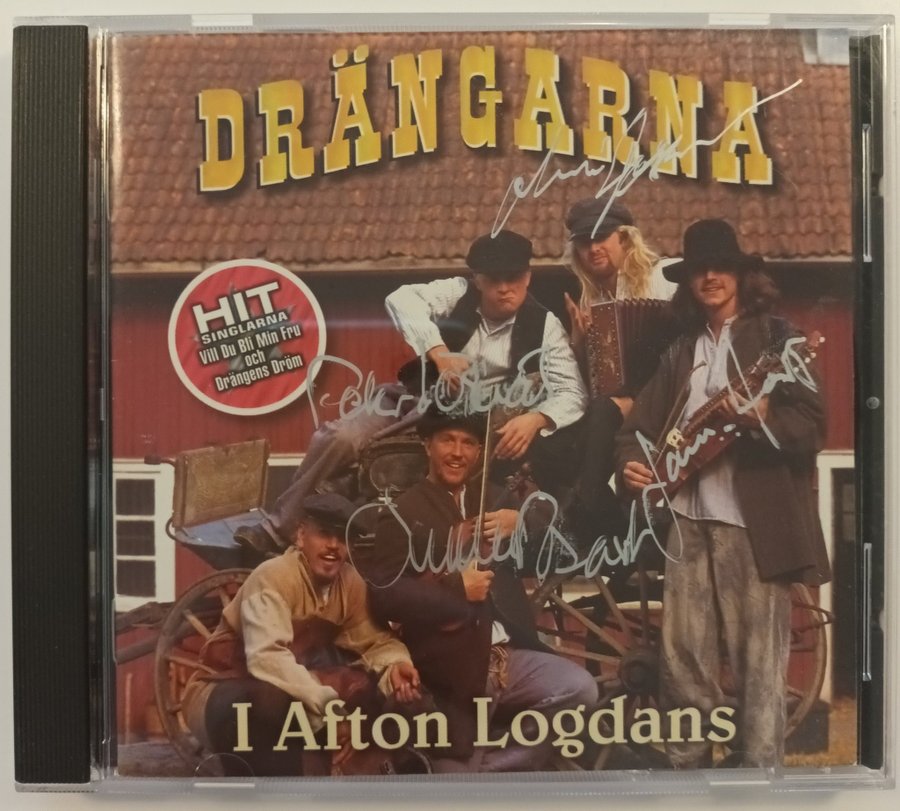 DRÄNGARNA
HIT
SINGLARNA
Vill Du Bli Min Fru
och
Drängens Dröm
I Afton Logdans